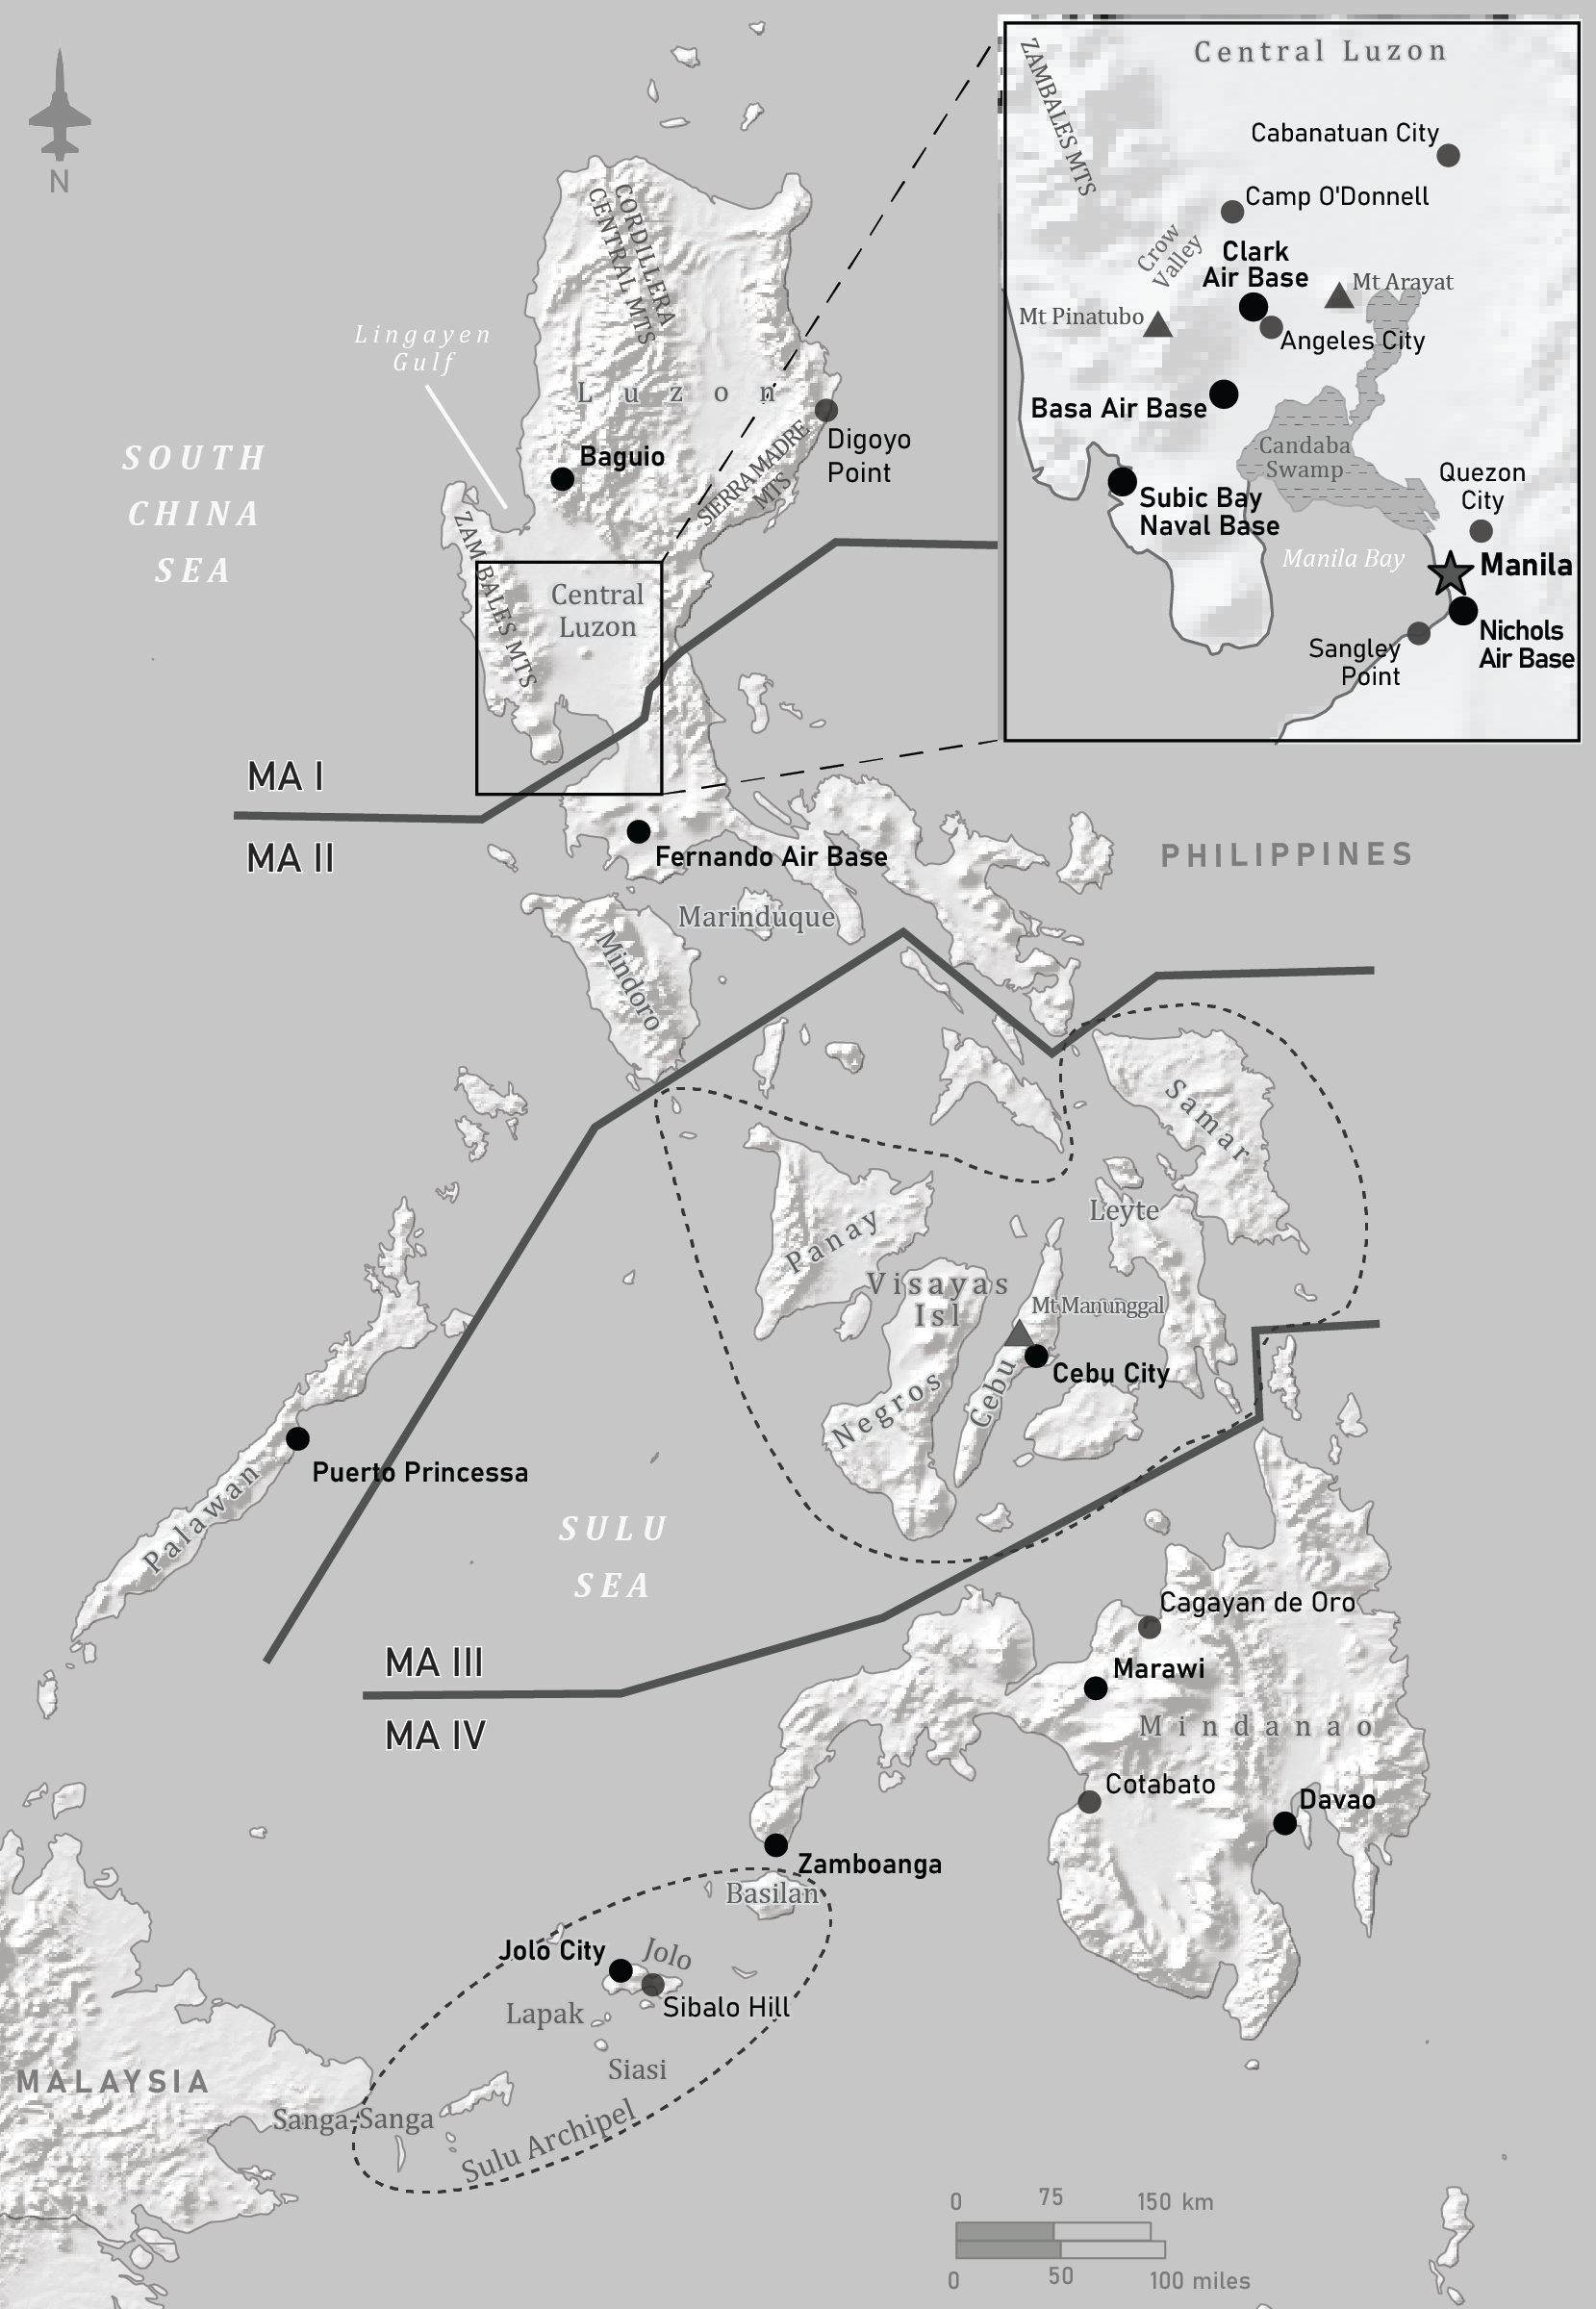 N
Central Luzon
ZAMBALES MTS
Cabanatuan City
Camp O'Donnell
Crow
Valley
Clark
Air Base
Mt Arayat
Mt Pinatubo
Angeles City
Basa Air Base
Candaba
Swamp
Quezon
City
Subic Bay
Naval Base
Manila Bay
Manila
Nichols
Air Base
Sangley
Point
CORDILLERA
CENTRAL MTS
Lingayen
Gulf
Luzon
SOUTH
CHINA
SEA
Baguio
Digoyo
Point
SIERRA MADRE
MTS
ZAMBALES MTS
Central
Luzon
MA I
MA II
Fernando Air Base
PHILIPPINES
Marinduque
Mindoro
Samar
Leyte
Panay
Visayas
Isl
Mt Manunggal
Cebu City
Cebu
Negros
Puerto Princessa
Palawan
SULU
SEA
Cagayan de Oro
MA III
MA IV
Marawi
Mindanao
Cotabato
Davao
Zamboanga
Basilan
Jolo City
Jolo
Sibalo Hill
Lapak
Siasi
MALAYSIA
Sanga-Sanga
Sulu Archipel
0 75 150 km
0 50 100 miles